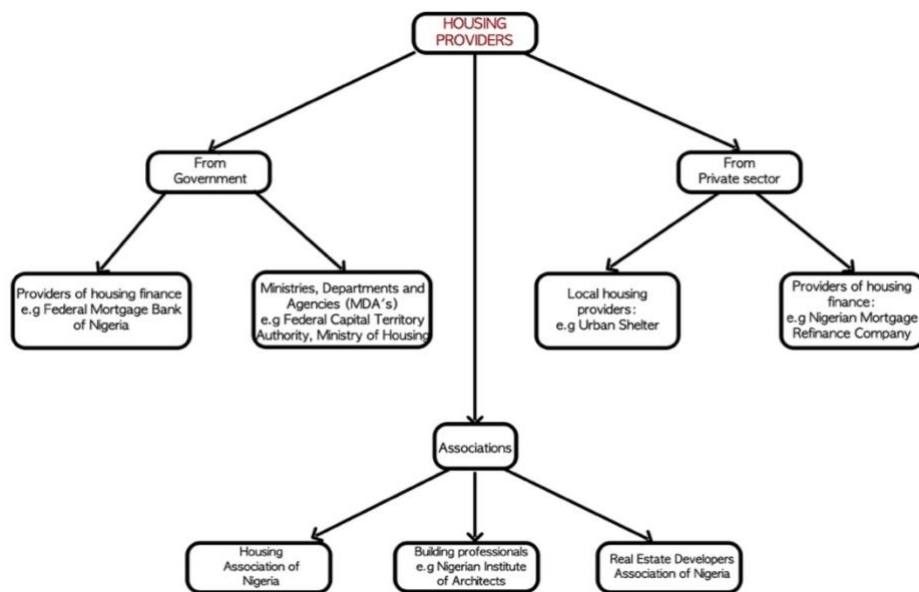 HOUSING
PROVIDERS
From
Government
From
Private sector
Providers of housing finance
e.g Federal Mortgage Bank
of Nigeria
Ministries, Departments and
Agencies (MDA's)
e.g Federal Capital Territory
Authority, Ministry of Housing
Local housing
providers:
e.g Urban Shelter
Providers of housing
finance:
e.g Nigerian Mortgage
Refinance Company
Associations
Housing
Association of
Nigeria
Building professionals
e.g Nigerian Institute
of Architects
Real Estate Developers
Association of Nigeria